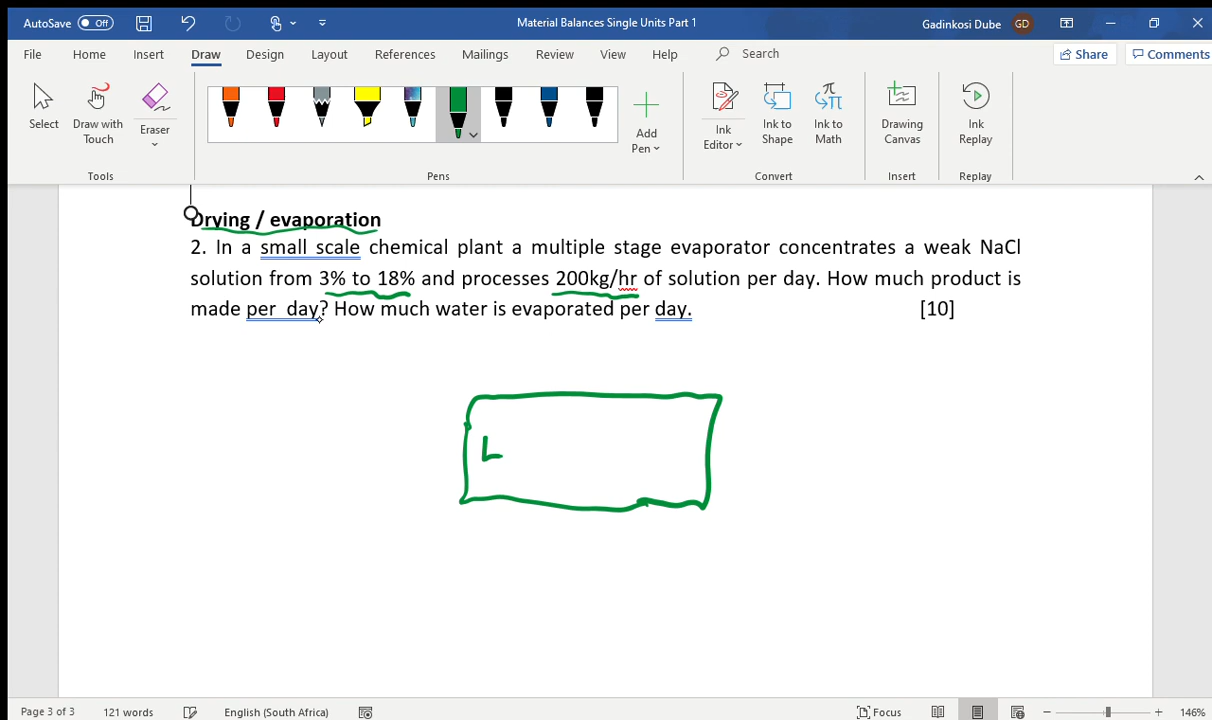 AutoSave Off Material Balances Single Units Part 1 Gadinkosi Dube GD
File Home Insert Draw Design Layout References Mailings Review View Help Search Share Comments
Select Draw with Touch Eraser Add Pen Ink Editor Ink to Shape Ink to Math Drawing Canvas Ink Replay
Tools Pens Convert Insert Replay
Drying / evaporation
2. In a small scale chemical plant a multiple stage evaporator concentrates a weak NaCl
solution from 3% to 18% and processes 200kg/hr of solution per day. How much product is
made per day? How much water is evaporated per day. [10]
L
Page 3 of 3 121 words English (South Africa) Focus 146%